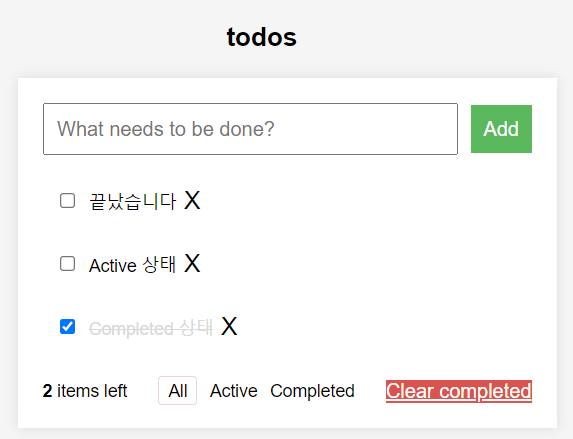 todos
What needs to be done? Add
끝났습니다 X
Active 상태 X
Completed 상태 X
2 items left All Active Completed Clear completed